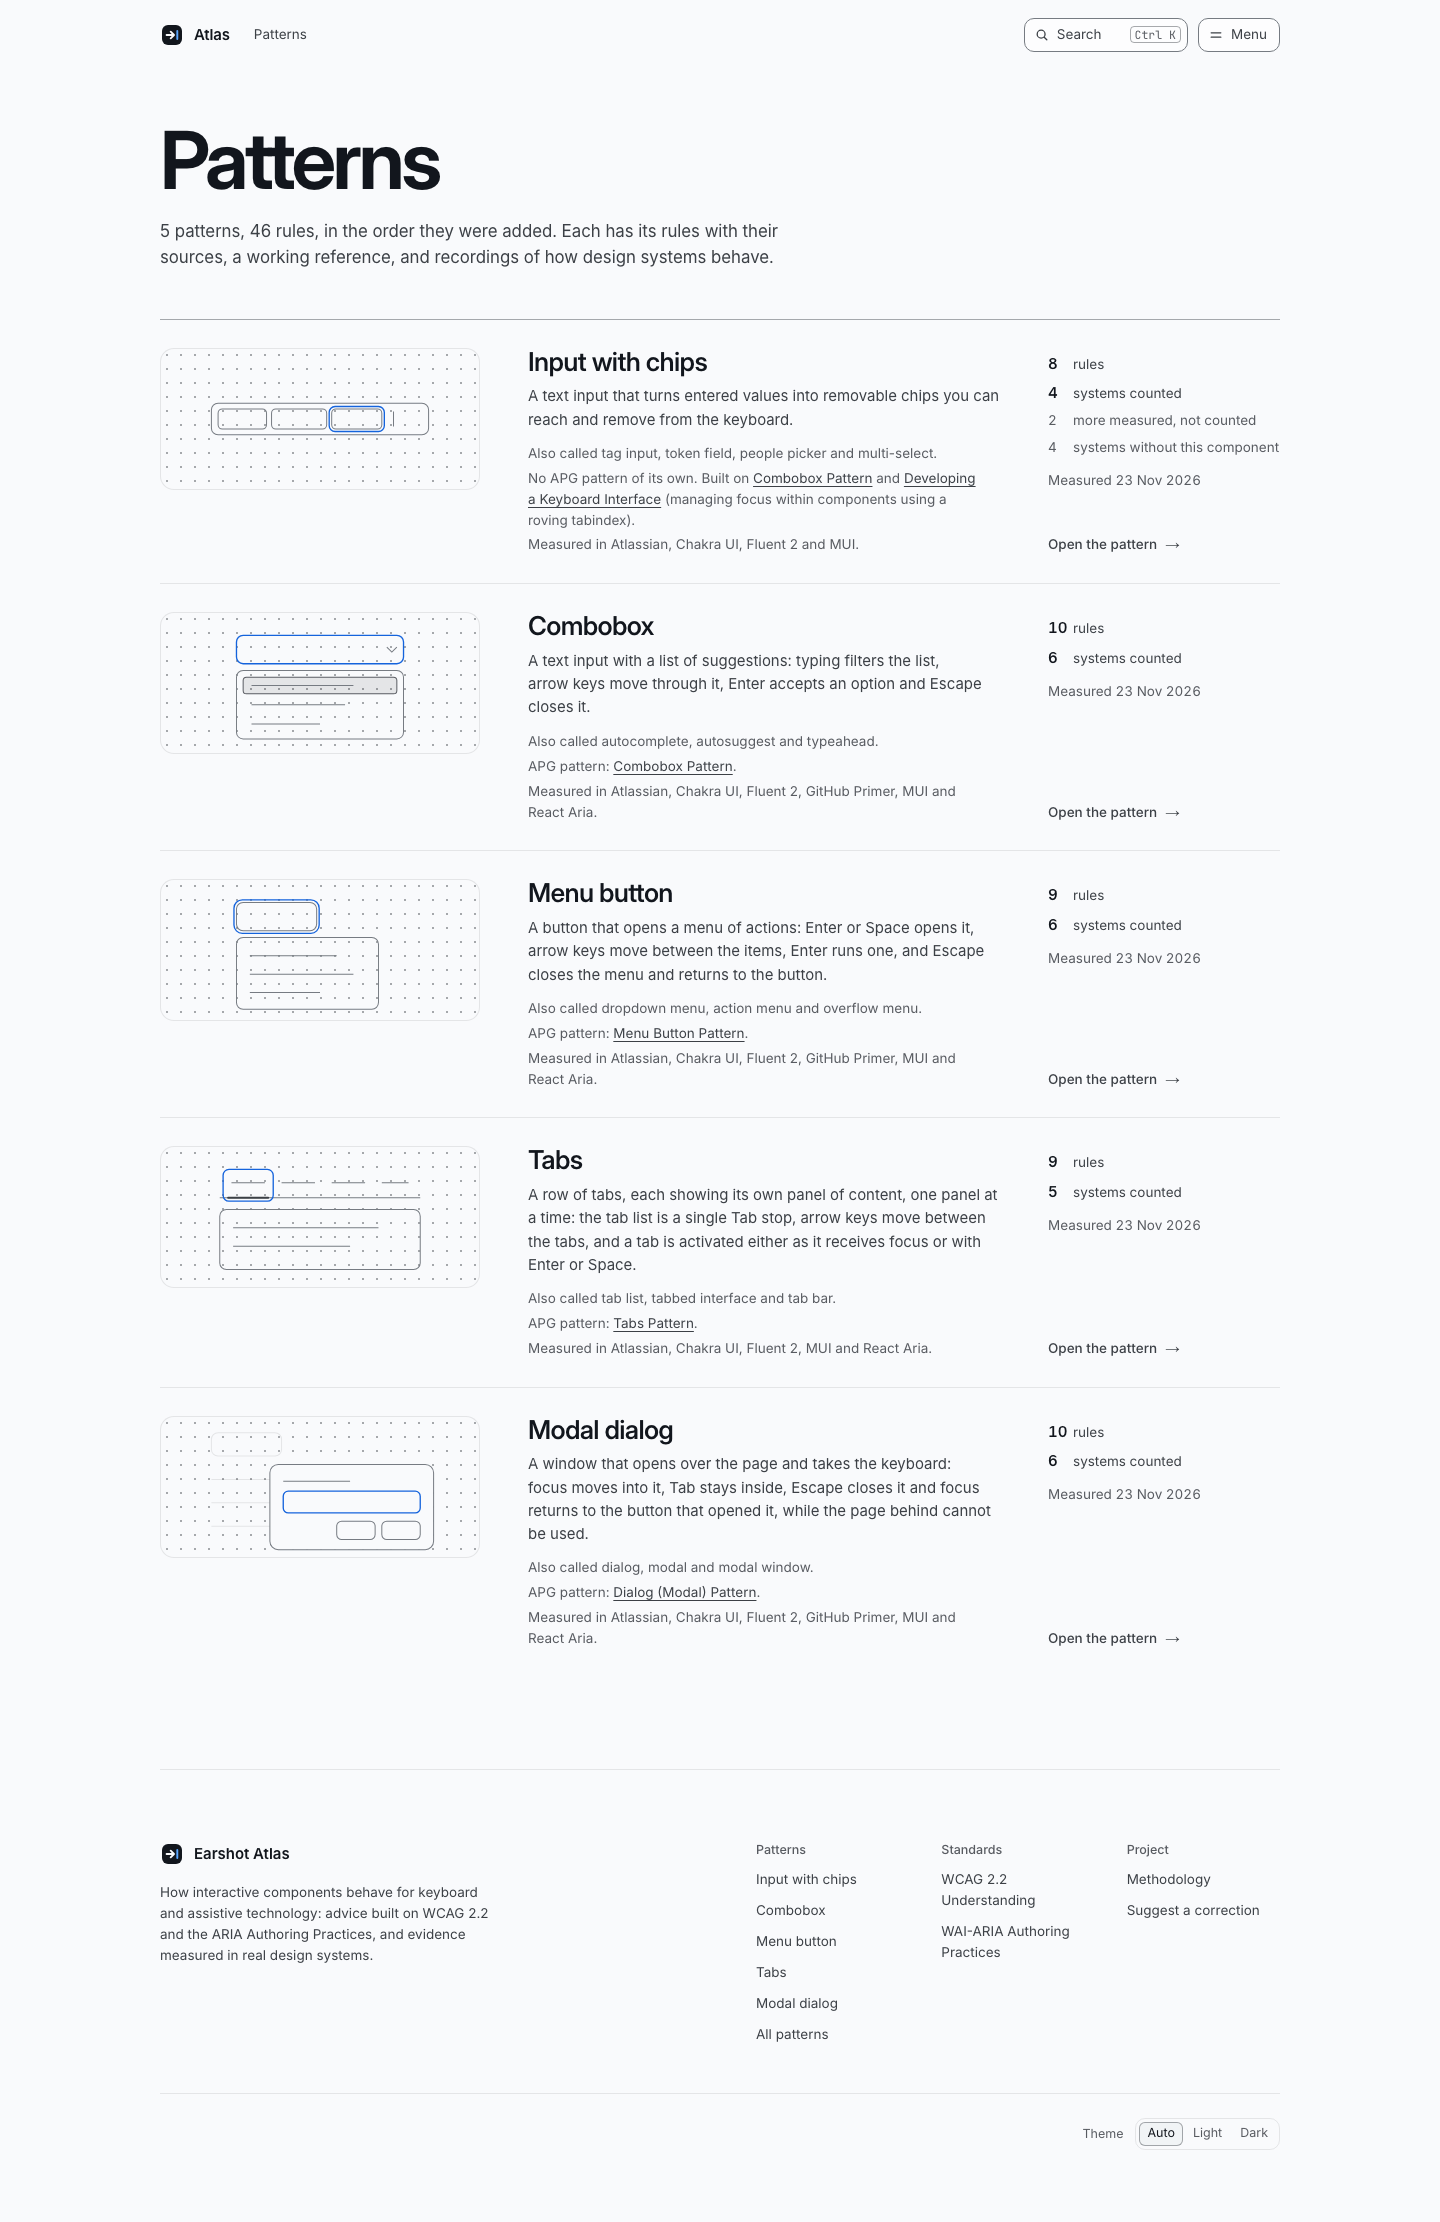 Atlas
Patterns
Search
Ctrl K
Menu
Patterns
5 patterns, 46 rules, in the order they were added. Each has its rules with their
sources, a working reference, and recordings of how design systems behave.
Input with chips
A text input that turns entered values into removable chips you can
reach and remove from the keyboard.
Also called tag input, token field, people picker and multi-select.
No APG pattern of its own. Built on Combobox Pattern and Developing
a Keyboard Interface (managing focus within components using a
roving tabindex).
Measured in Atlassian, Chakra UI, Fluent 2 and MUI.
8 rules
4 systems counted
2 more measured, not counted
4 systems without this component
Measured 23 Nov 2026
Open the pattern →
Combobox
A text input with a list of suggestions: typing filters the list,
arrow keys move through it, Enter accepts an option and Escape
closes it.
Also called autocomplete, autosuggest and typeahead.
APG pattern: Combobox Pattern.
Measured in Atlassian, Chakra UI, Fluent 2, GitHub Primer, MUI and
React Aria.
10 rules
6 systems counted
Measured 23 Nov 2026
Open the pattern →
Menu button
A button that opens a menu of actions: Enter or Space opens it,
arrow keys move between the items, Enter runs one, and Escape
closes the menu and returns to the button.
Also called dropdown menu, action menu and overflow menu.
APG pattern: Menu Button Pattern.
Measured in Atlassian, Chakra UI, Fluent 2, GitHub Primer, MUI and
React Aria.
9 rules
6 systems counted
Measured 23 Nov 2026
Open the pattern →
Tabs
A row of tabs, each showing its own panel of content, one panel at
a time: the tab list is a single Tab stop, arrow keys move between
the tabs, and a tab is activated either as it receives focus or with
Enter or Space.
Also called tab list, tabbed interface and tab bar.
APG pattern: Tabs Pattern.
Measured in Atlassian, Chakra UI, Fluent 2, MUI and React Aria.
9 rules
5 systems counted
Measured 23 Nov 2026
Open the pattern →
Modal dialog
A window that opens over the page and takes the keyboard:
focus moves into it, Tab stays inside, Escape closes it and focus
returns to the button that opened it, while the page behind cannot
be used.
Also called dialog, modal and modal window.
APG pattern: Dialog (Modal) Pattern.
Measured in Atlassian, Chakra UI, Fluent 2, GitHub Primer, MUI and
React Aria.
10 rules
6 systems counted
Measured 23 Nov 2026
Open the pattern →
Earshot Atlas
How interactive components behave for keyboard
and assistive technology: advice built on WCAG 2.2
and the ARIA Authoring Practices, and evidence
measured in real design systems.
Patterns
Input with chips
Combobox
Menu button
Tabs
Modal dialog
All patterns
Standards
WCAG 2.2
Understanding
WAI-ARIA Authoring
Practices
Project
Methodology
Suggest a correction
Theme
Auto
Light
Dark